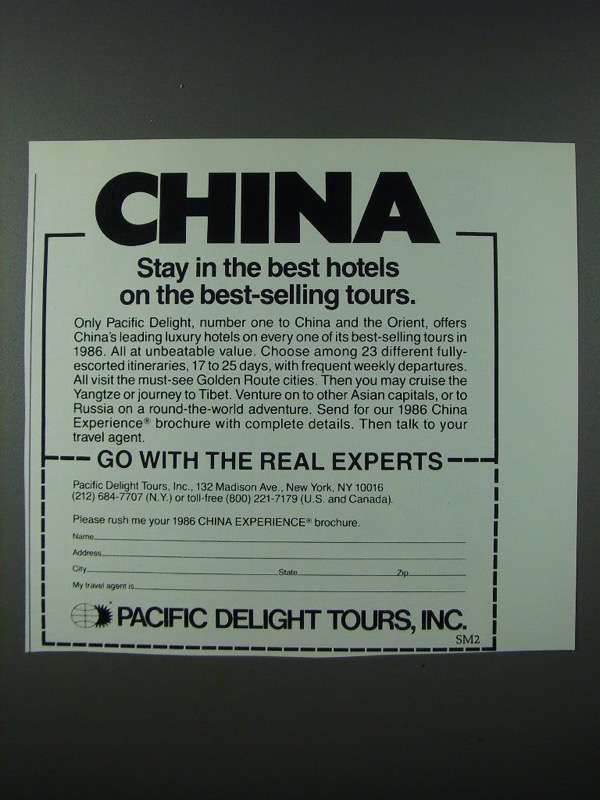 CHINA
Stay in the best hotels
on the best-selling tours.
Only Pacific Delight, number one to China and the Orient, offers
China's leading luxury hotels on every one of its best-selling tours in
1986. All at unbeatable value. Choose among 23 different fully-
escorted itineraries, 17 to 25 days, with frequent weekly departures.
All visit the must-see Golden Route cities. Then you may cruise the
Yangtze or journey to Tibet. Venture on to other Asian capitals, or to
Russia on a round-the-world adventure. Send for our 1986 China
Experience® brochure with complete details. Then talk to your
travel agent.
GO WITH THE REAL EXPERTS
Pacific Delight Tours, Inc., 132 Madison Ave., New York, NY 10016
(212) 684-7707 (N.Y.) or toll-free (800) 221-7179 (U.S. and Canada).
Please rush me your 1986 CHINA EXPERIENCE® brochure.
Name
Address
City State Zip
My travel agent is
PACIFIC DELIGHT TOURS, INC.
SM2